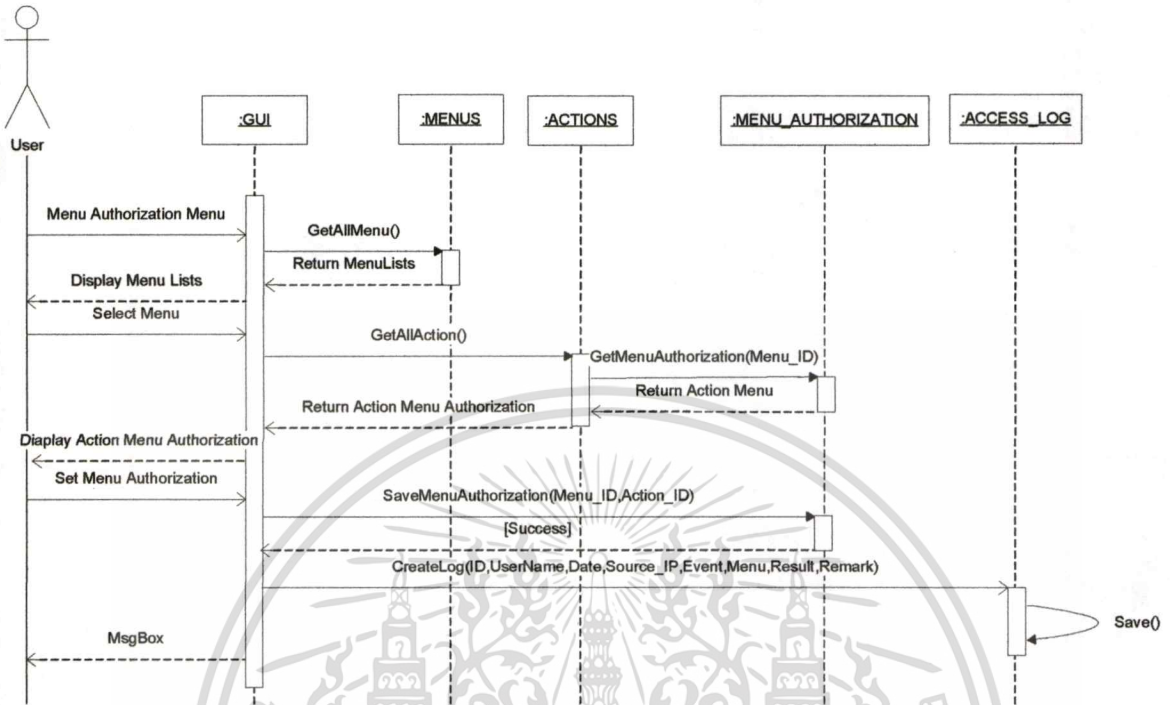 User
:GUI
:MENUS
:ACTIONS
:MENU_AUTHORIZATION
:ACCESS_LOG
Menu Authorization Menu
GetAllMenu()
Return MenuLists
Display Menu Lists
Select Menu
GetAllAction()
GetMenuAuthorization(Menu_ID)
Return Action Menu
Return Action Menu Authorization
Diaplay Action Menu Authorization
Set Menu Authorization
SaveMenuAuthorization(Menu_ID,Action_ID)
[Success]
CreateLog(ID,UserName,Date,Source_IP,Event,Menu,Result,Remark)
Save()
MsgBox